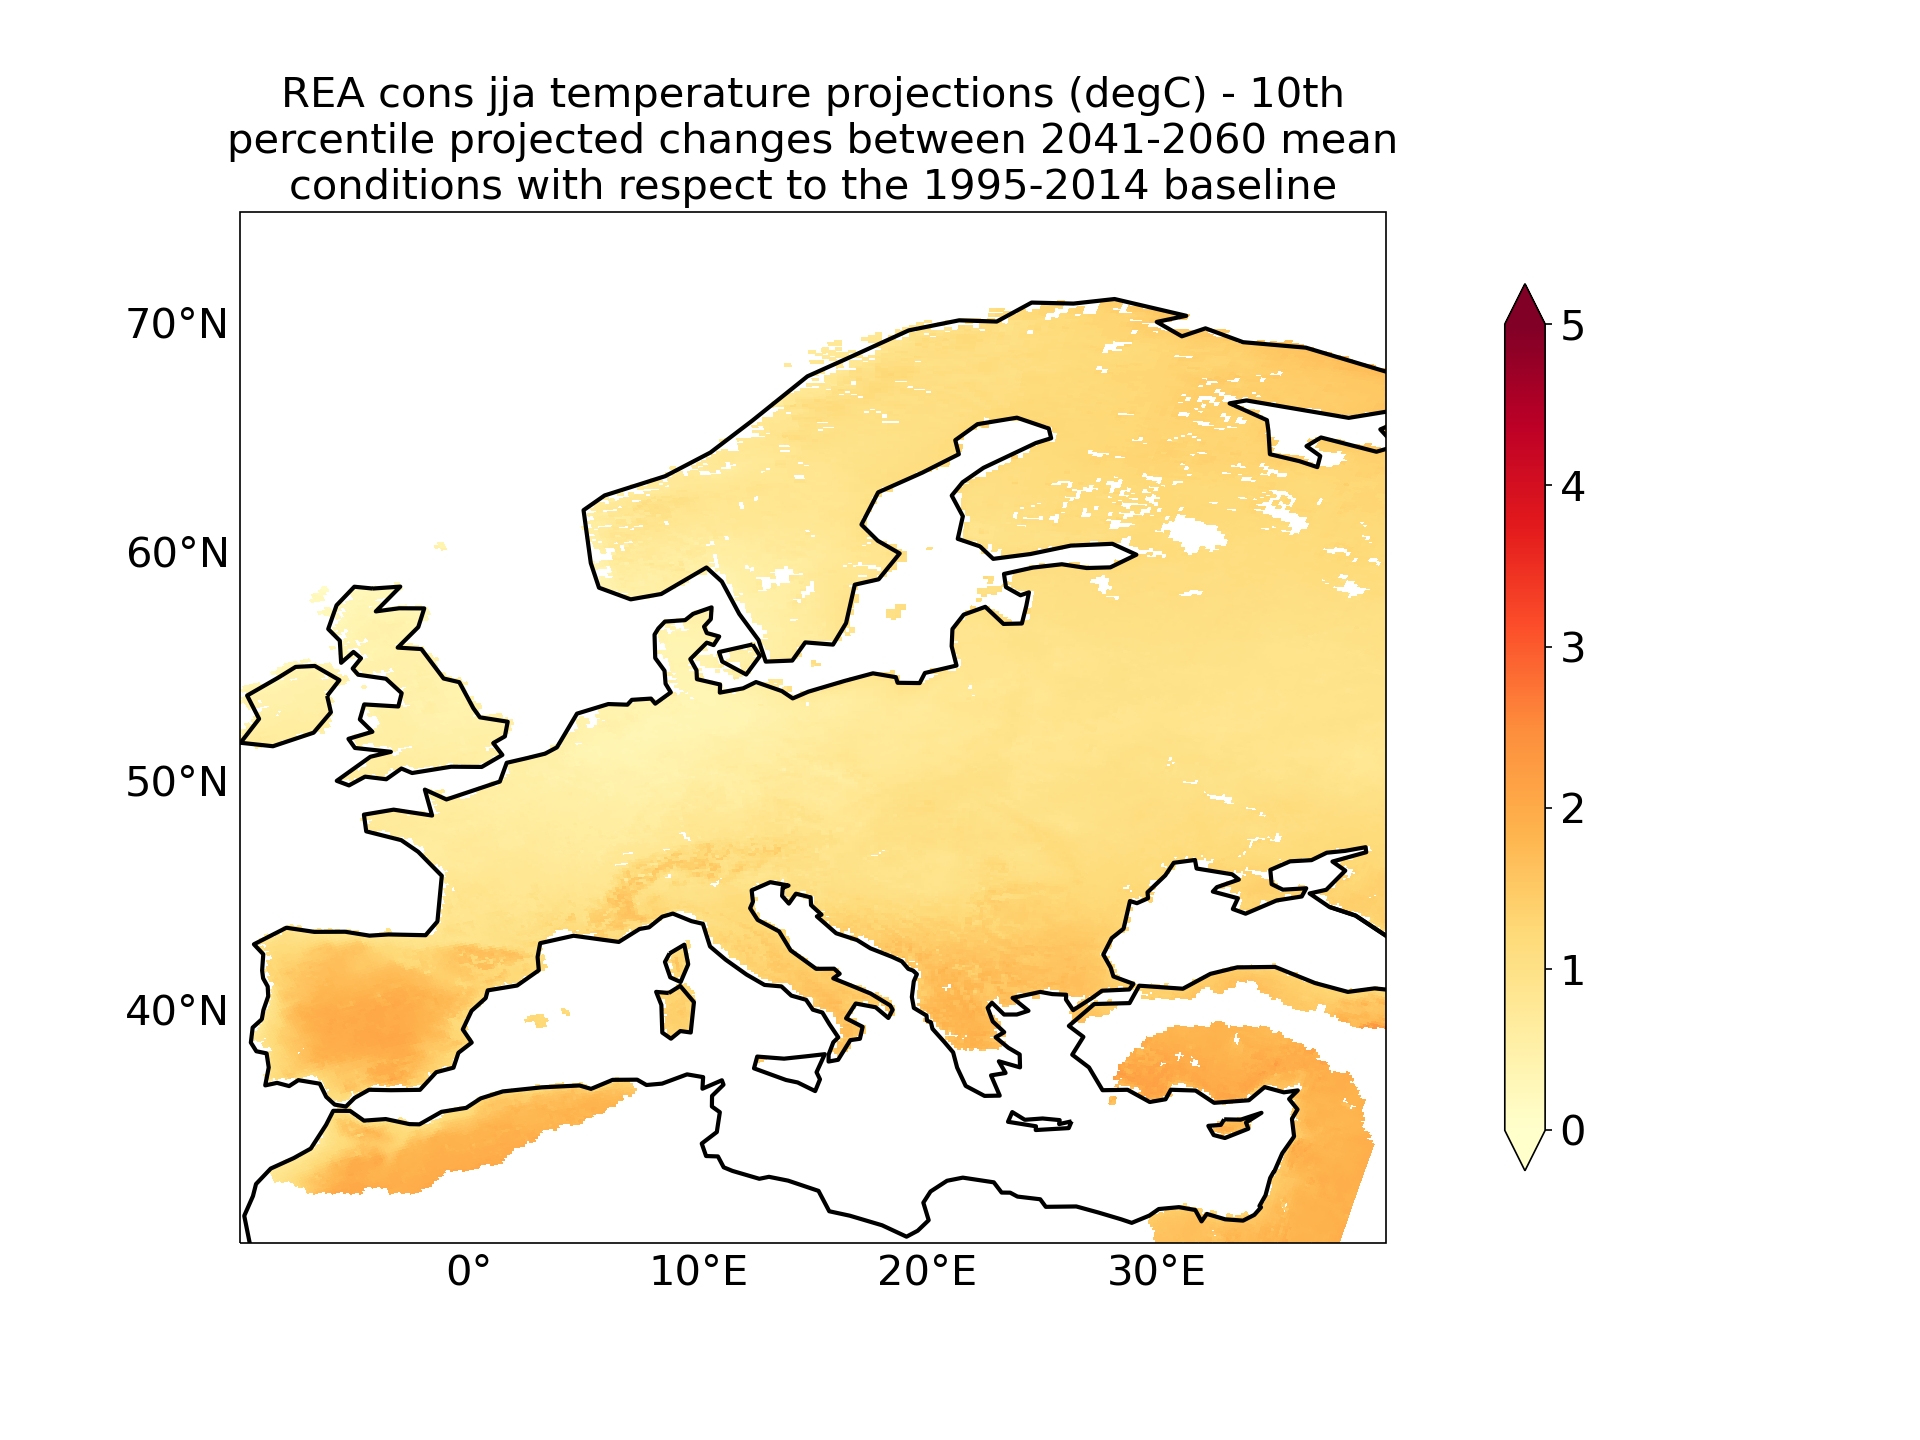 REA cons jja temperature projections (degC) - 10th
percentile projected changes between 2041-2060 mean
conditions with respect to the 1995-2014 baseline
70°N
60°N
50°N
40°N
0°
10°E
20°E
30°E
5
4
3
2
1
0